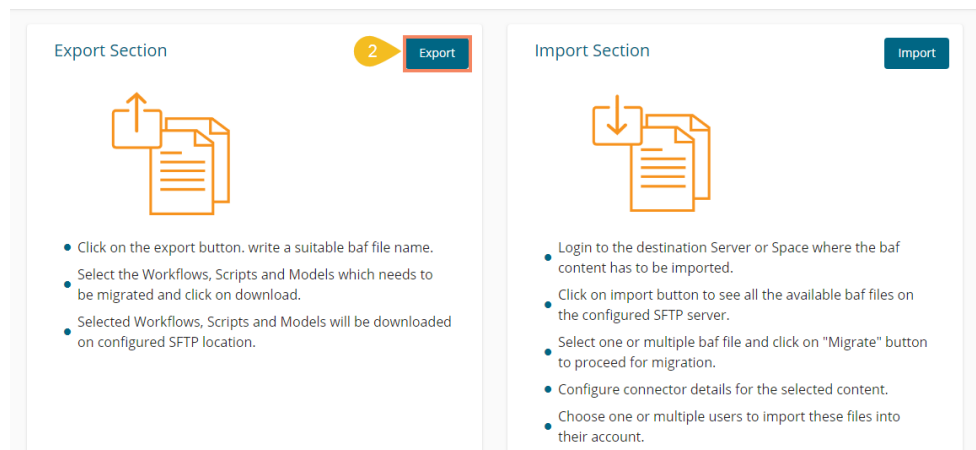 Export Section
2
Export
Click on the export button. write a suitable baf file name.
Select the Workflows, Scripts and Models which needs to
be migrated and click on download.
Selected Workflows, Scripts and Models will be downloaded
on configured SFTP location.
Import Section
Import
Login to the destination Server or Space where the baf
content has to be imported.
Click on import button to see all the available baf files on
the configured SFTP server.
Select one or multiple baf file and click on "Migrate" button
to proceed for migration.
Configure connector details for the selected content.
Choose one or multiple users to import these files into
their account.